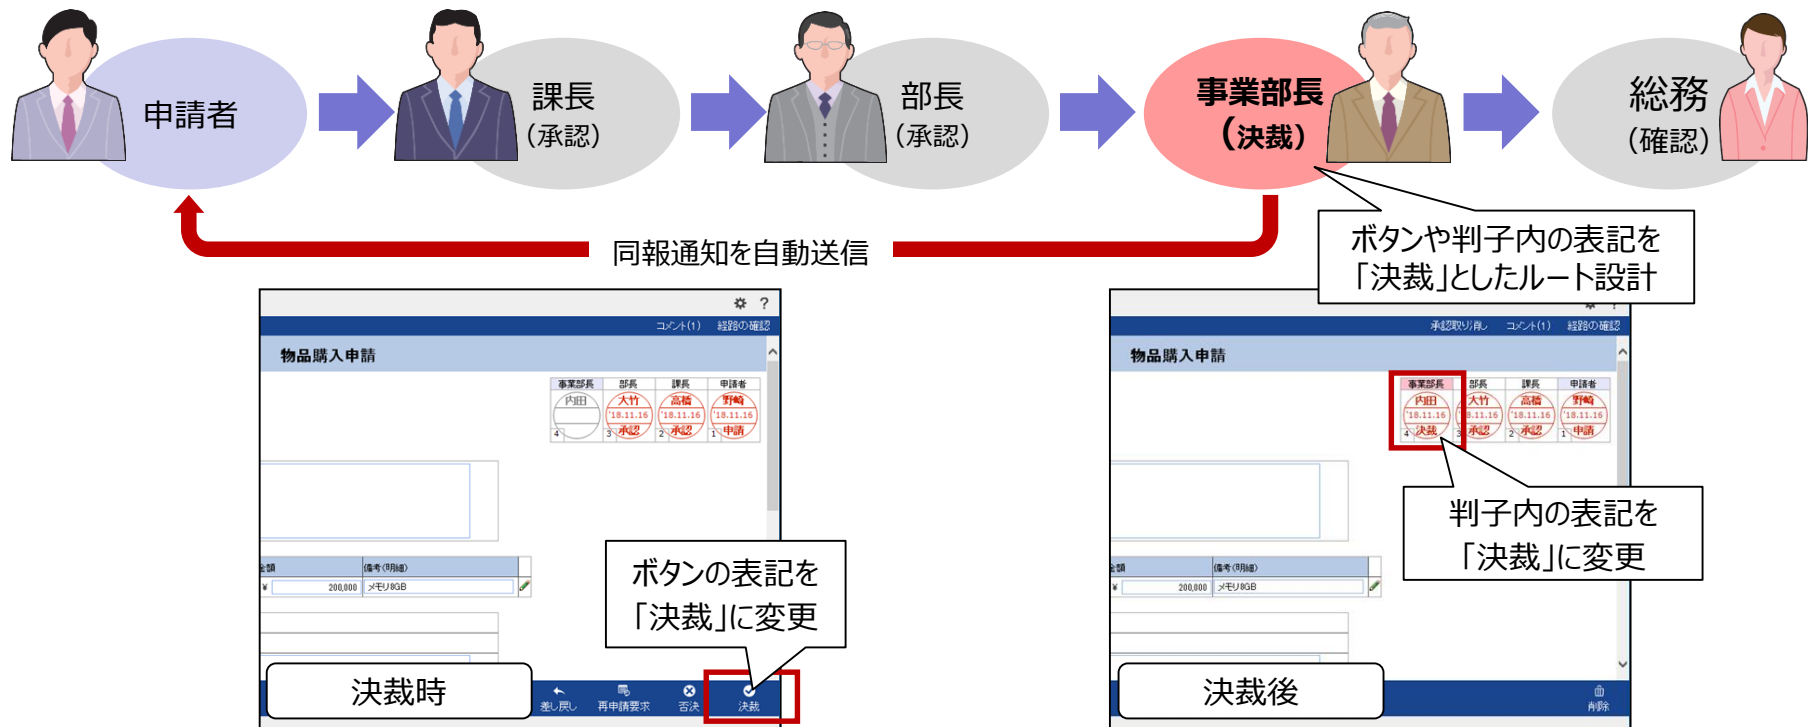 申請者
課長
（承認）
部長
（承認）
事業部長
（決裁）
総務
（確認）
同報通知を自動送信
ボタンや判子内の表記を
「決裁」としたルート設計
?
コメント(1) 経路の確認
物品購入申請
事業部長 部長 課長 申請者
内田 大竹 高橋 野崎
'18.11.16 '18.11.16 '18.11.16
4 3 承認 2 承認 1 申請
金額 備考(明細)
¥ 200,000 メモリ8GB
ボタンの表記を
「決裁」に変更
決裁時
差し戻し 再申請要求 否決 決裁
?
承認取り消し コメント(1) 経路の確認
物品購入申請
事業部長 部長 課長 申請者
内田 大竹 高橋 野崎
'18.11.16 '18.11.16 '18.11.16 '18.11.16
4 決裁 3 承認 2 承認 1 申請
判子内の表記を
「決裁」に変更
金額 備考(明細)
¥ 200,000 メモリ8GB
決裁後
削除